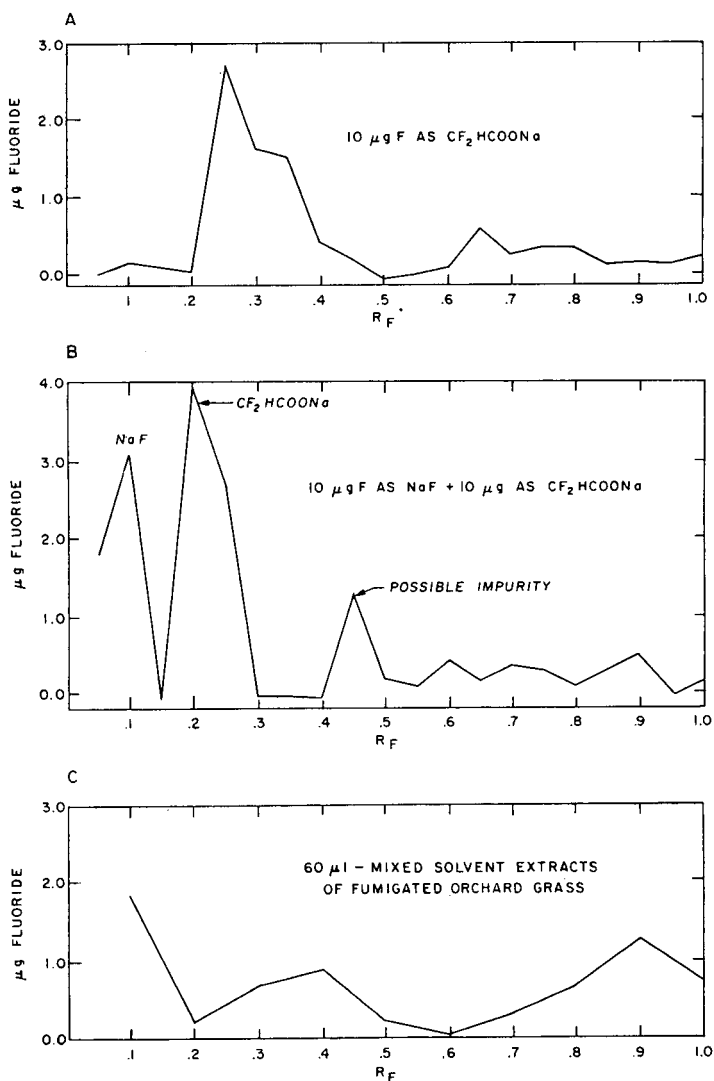 A
3.0
2.0
1.0
0.0
µg FLUORIDE
10 µg F AS CF₂HCOONa
.1 .2 .3 .4 .5 .6 .7 .8 .9 1.0
R F
B
4.0
3.0
2.0
1.0
0.0
µg FLUORIDE
NaF
CF₂ HCOONa
10 µg F AS NaF + 10 µg AS CF₂HCOONa
POSSIBLE IMPURITY
.1 .2 .3 .4 .5 .6 .7 .8 .9 1.0
R F
C
3.0
2.0
1.0
0.0
µg FLUORIDE
60 µl – MIXED SOLVENT EXTRACTS
OF FUMIGATED ORCHARD GRASS
.1 .2 .3 .4 .5 .6 .7 .8 .9 1.0
R F